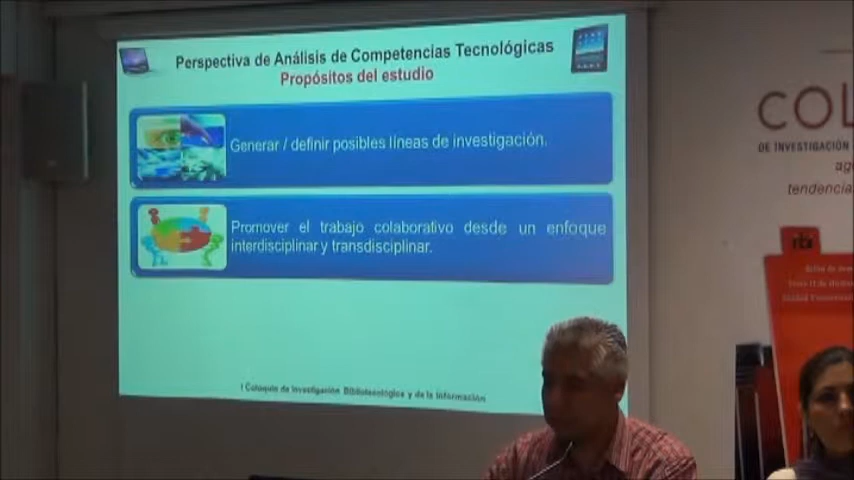 Perspectiva de Análisis de Competencias Tecnológicas
Propósitos del estudio
Generar / definir posibles líneas de investigación.
Promover el trabajo colaborativo desde un enfoque
interdisciplinar y transdisciplinar.
I Coloquio de Investigación Bibliotecológica y de la Información
COL
DE INVESTIGACIÓN
tendencia